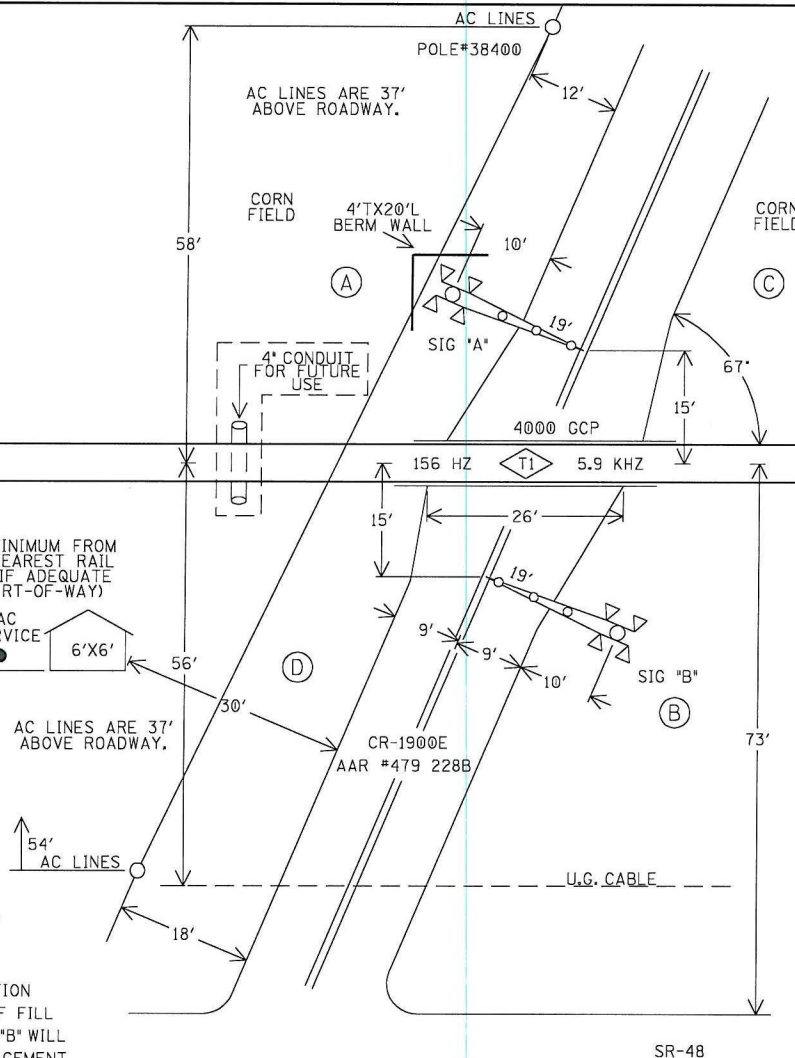 AC LINES
POLE#38400
12'
AC LINES ARE 37'
ABOVE ROADWAY.
CORN
FIELD
4'TX20'L
BERM WALL
10'
CORN
FIELD
58'
A
C
SIG "A"
19'
67°
4" CONDUIT
FOR FUTURE
USE
15'
4000 GCP
156 HZ
T1
5.9 KHZ
15'
26'
INIMUM FROM
EAREST RAIL
IF ADEQUATE
RT-OF-WAY)
AC
RVICE
6'X6'
19'
9'
9'
10'
SIG "B"
B
56'
D
30'
AC LINES ARE 37'
ABOVE ROADWAY.
CR-1900E
AAR #479 228B
73'
54'
AC LINES
U.G. CABLE
18'
TION
F FILL
"B" WILL
CEMENT
SR-48